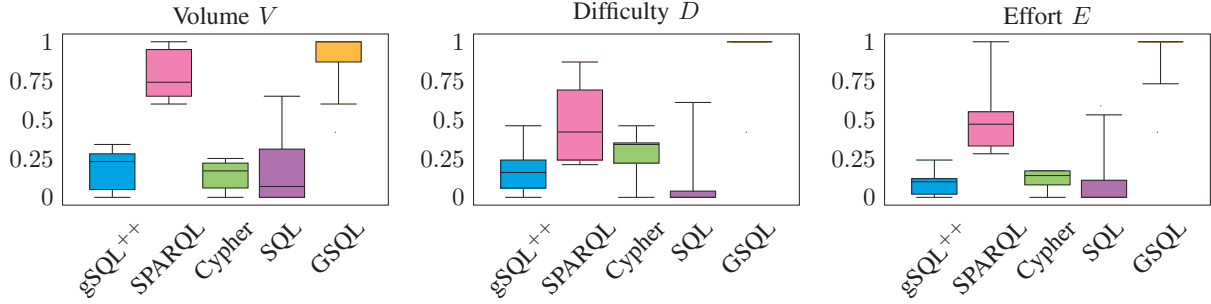 Volume V
1
0.75
0.5
0.25
0
gSQL++
SPARQL
Cypher
SQL
GSQL
Difficulty D
1
0.75
0.5
0.25
0
gSQL++
SPARQL
Cypher
SQL
GSQL
Effort E
1
0.75
0.5
0.25
0
gSQL++
SPARQL
Cypher
SQL
GSQL